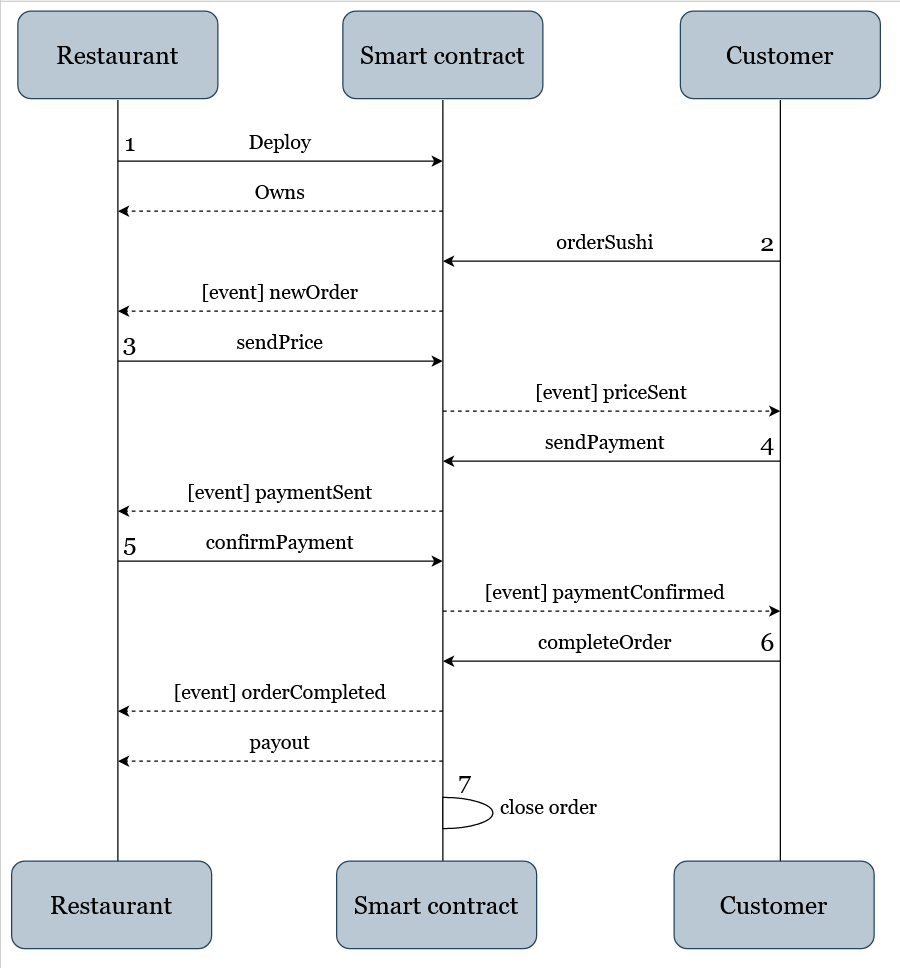 Restaurant
Smart contract
Customer
1
Deploy
Owns
orderSushi
2
[event] newOrder
3
sendPrice
[event] priceSent
sendPayment
4
[event] paymentSent
5
confirmPayment
[event] paymentConfirmed
completeOrder
6
[event] orderCompleted
payout
7
close order
Restaurant
Smart contract
Customer